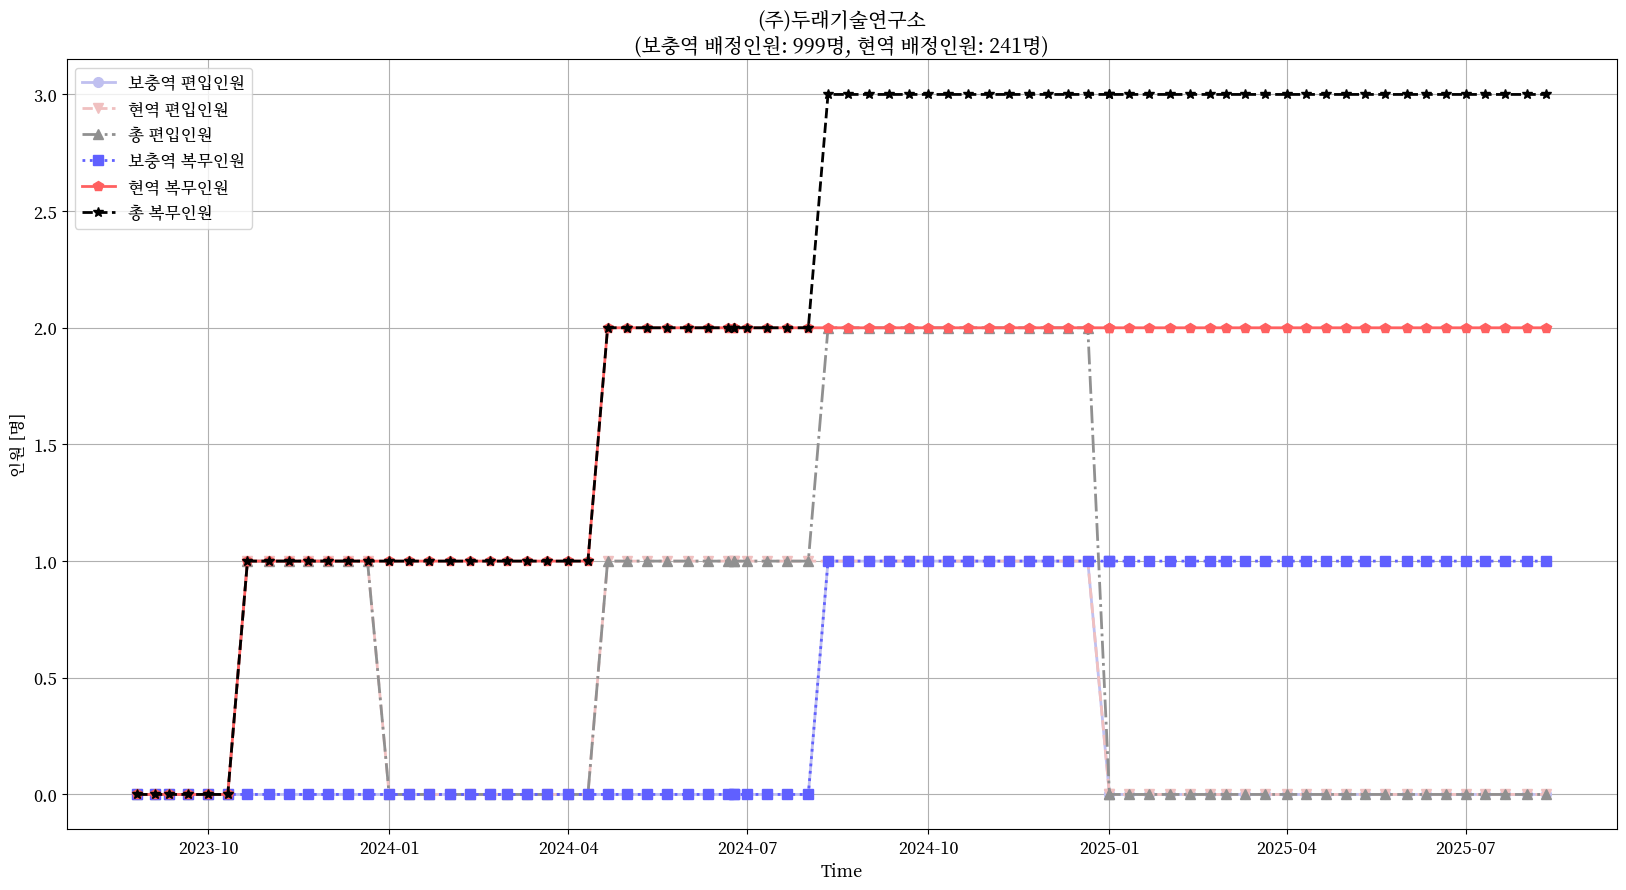 (주)두래기술연구소
(보충역 배정인원: 999명, 현역 배정인원: 241명)
보충역 편입인원
현역 편입인원
총 편입인원
보충역 복무인원
현역 복무인원
총 복무인원
3.0
2.5
2.0
1.5
1.0
0.5
0.0
인원 [명]
2023-10
2024-01
2024-04
2024-07
2024-10
2025-01
2025-04
2025-07
Time